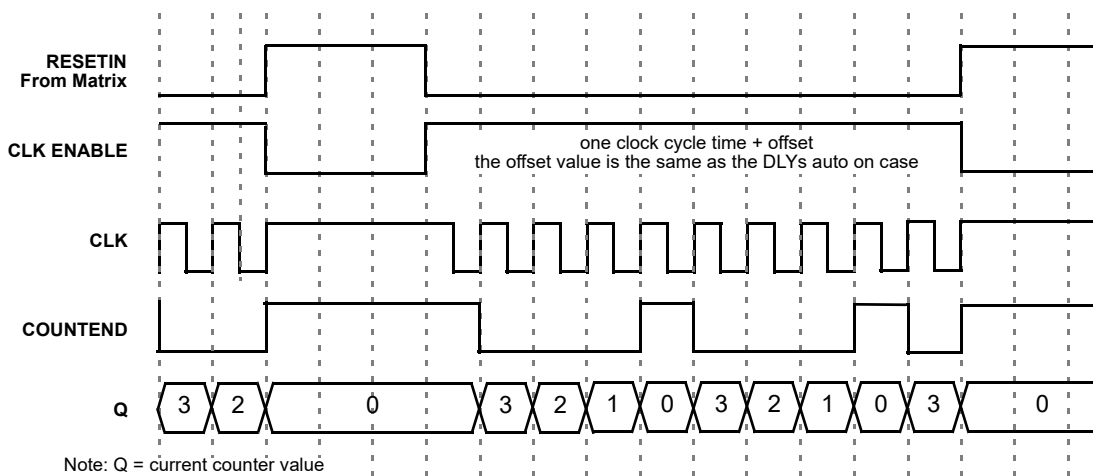 RESETIN
From Matrix
CLK ENABLE
one clock cycle time + offset
the offset value is the same as the DLYs auto on case
CLK
COUNTEND
Q
3 2 0 3 2 1 0 3 2 1 0 3 0
Note: Q = current counter value